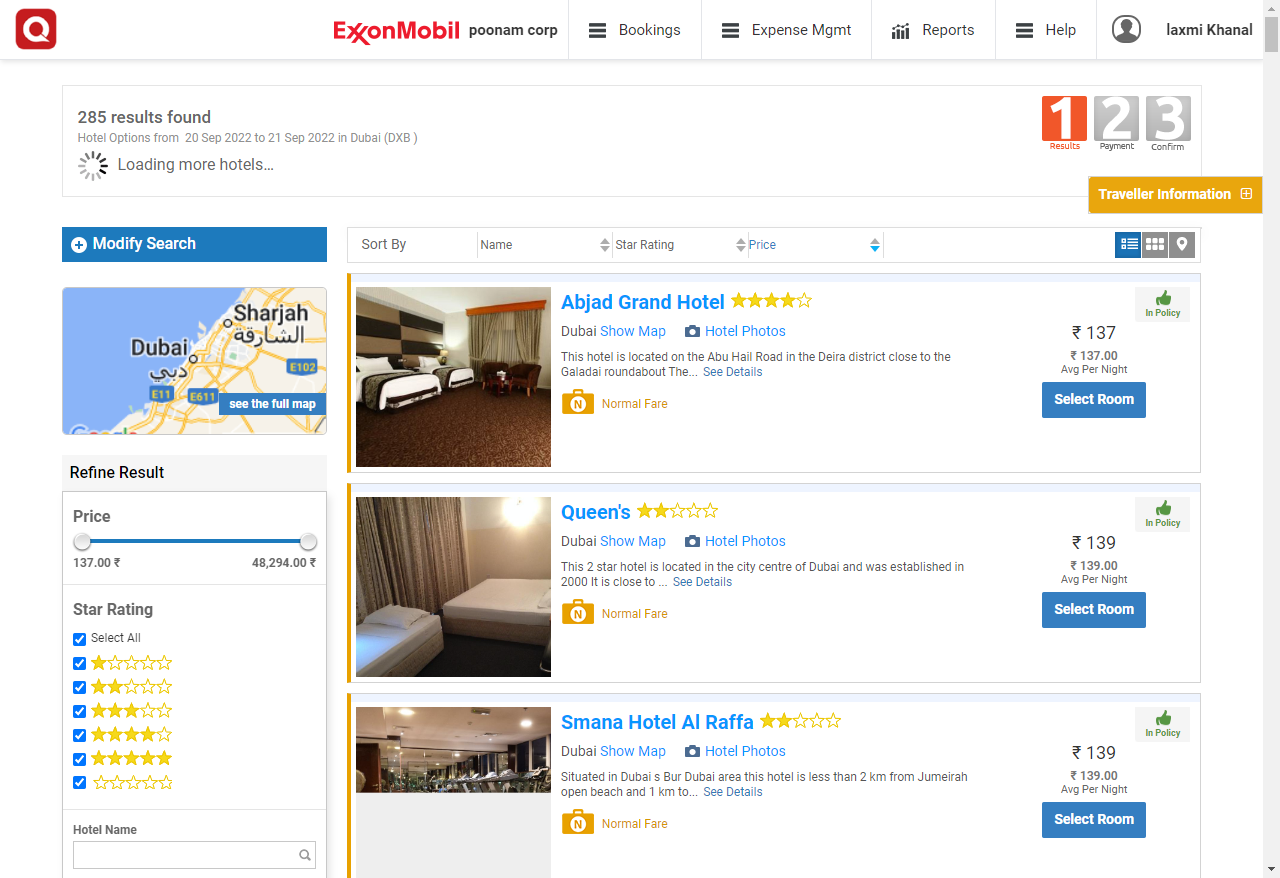 Q
ExxonMobil poonam corp Bookings Expense Mgmt Reports Help laxmi Khanal
285 results found
Hotel Options from 20 Sep 2022 to 21 Sep 2022 in Dubai (DXB )
Loading more hotels...
1 2 3
Results Payment Confirm
Traveller Information
Modify Search
Sort By Name Star Rating Price
Sharjah
الشارقة
Dubai
دبي
E102
E11 E611
see the full map
Google
Refine Result
Price
137.00 ₹ 48,294.00 ₹
Star Rating
Select All
Hotel Name
Abjad Grand Hotel
Dubai Show Map Hotel Photos
This hotel is located on the Abu Hail Road in the Deira district close to the
Galadai roundabout The... See Details
N Normal Fare
In Policy
₹ 137
₹ 137.00
Avg Per Night
Select Room
Queen's
Dubai Show Map Hotel Photos
This 2 star hotel is located in the city centre of Dubai and was established in
2000 It is close to ... See Details
N Normal Fare
In Policy
₹ 139
₹ 139.00
Avg Per Night
Select Room
Smana Hotel Al Raffa
Dubai Show Map Hotel Photos
Situated in Dubai s Bur Dubai area this hotel is less than 2 km from Jumeirah
open beach and 1 km to... See Details
N Normal Fare
In Policy
₹ 139
₹ 139.00
Avg Per Night
Select Room